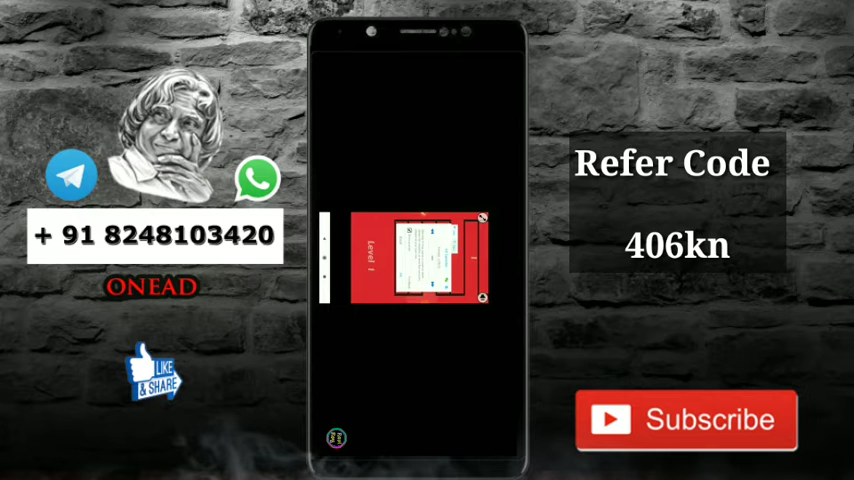 + 91 8248103420
ONEAD
LIKE
& SHARE
Level 1
Refer Code
406kn
Subscribe